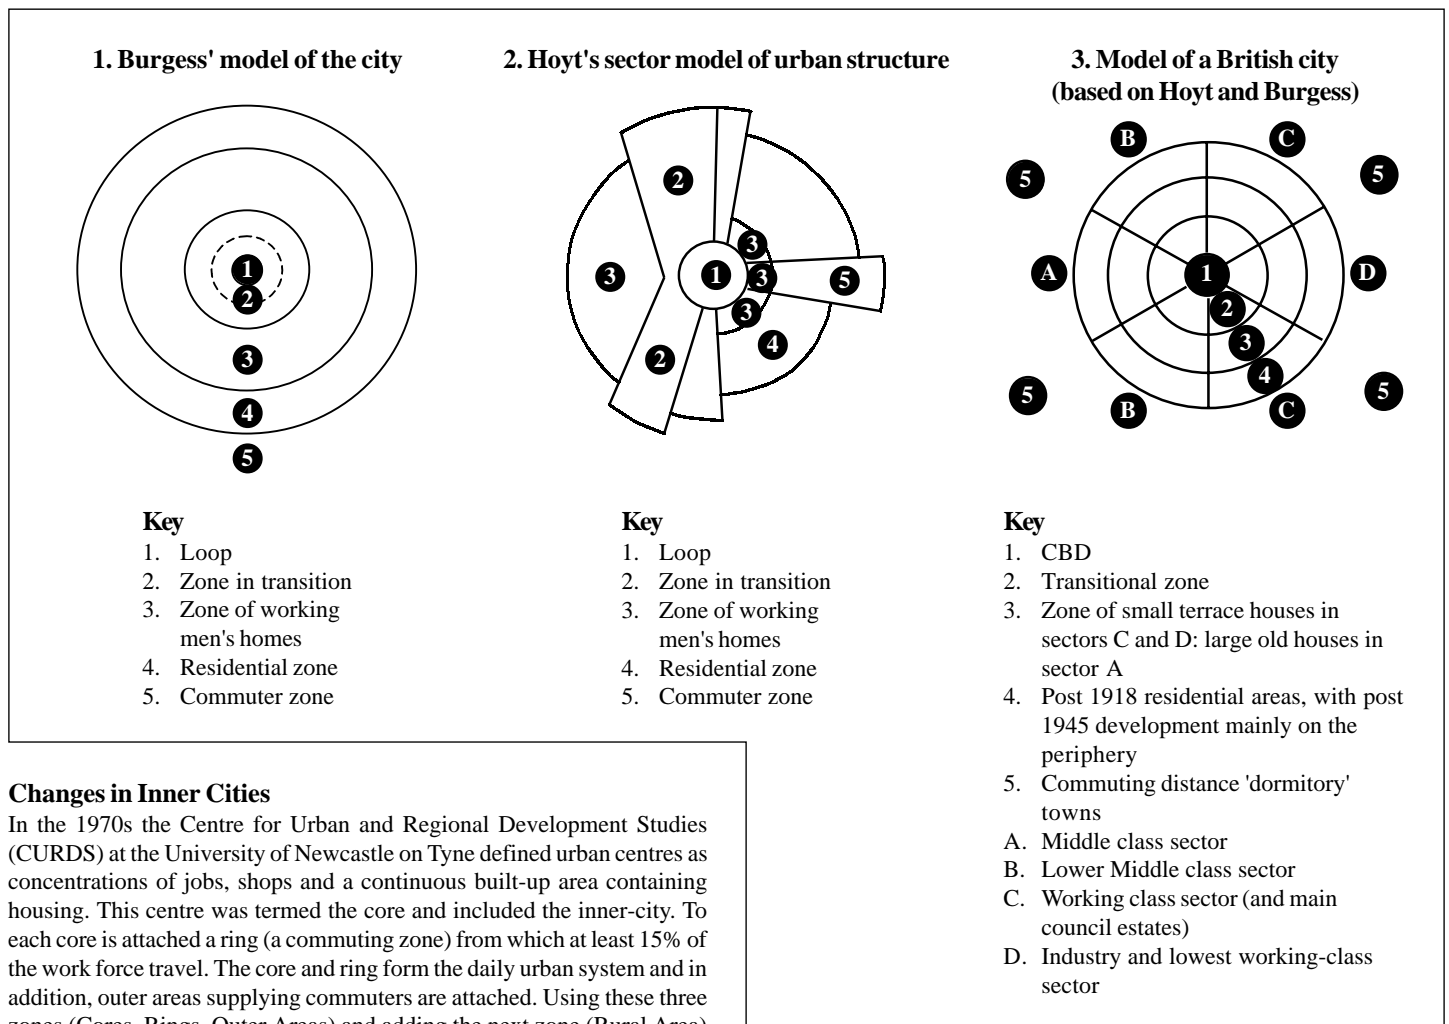 1. Burgess' model of the city
1
2
3
4
5
Key
1. Loop
2. Zone in transition
3. Zone of working
men's homes
4. Residential zone
5. Commuter zone
2. Hoyt's sector model of urban structure
2
3
3
1
3
5
3
4
2
Key
1. Loop
2. Zone in transition
3. Zone of working
men's homes
4. Residential zone
5. Commuter zone
3. Model of a British city
(based on Hoyt and Burgess)
B
C
5
5
A
1
D
2
3
4
5
5
B
C
Key
1. CBD
2. Transitional zone
3. Zone of small terrace houses in
sectors C and D: large old houses in
sector A
4. Post 1918 residential areas, with post
1945 development mainly on the
periphery
5. Commuting distance 'dormitory'
towns
A. Middle class sector
B. Lower Middle class sector
C. Working class sector (and main
council estates)
D. Industry and lowest working-class
sector
Changes in Inner Cities
In the 1970s the Centre for Urban and Regional Development Studies
(CURDS) at the University of Newcastle on Tyne defined urban centres as
concentrations of jobs, shops and a continuous built-up area containing
housing. This centre was termed the core and included the inner-city. To
each core is attached a ring (a commuting zone) from which at least 15% of
the work force travel. The core and ring form the daily urban system and in
addition, outer areas supplying commuters are attached. Using these three
zones (Cores, Rings, Outer Areas) and adding the next zone (Rural Area)